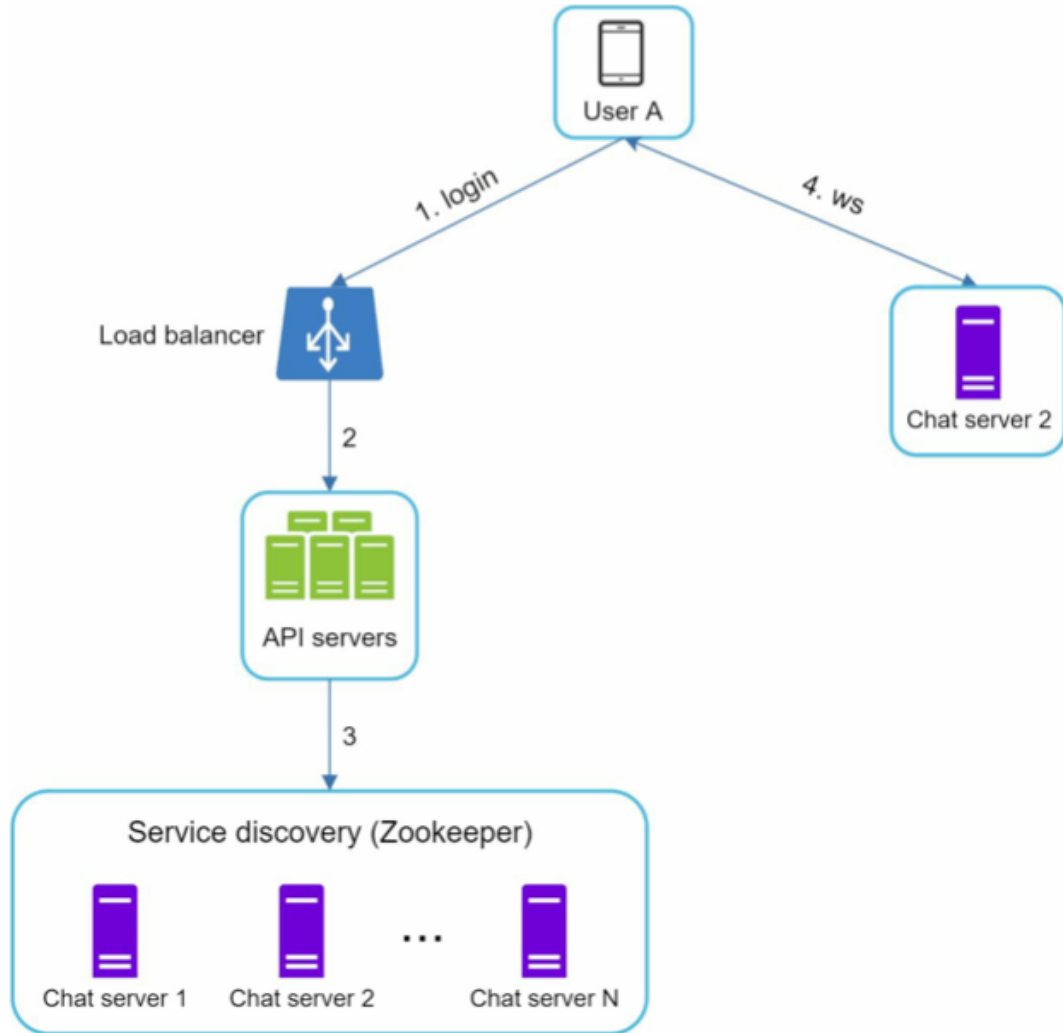 User A
1. login
4. ws
Load balancer
Chat server 2
2
API servers
3
Service discovery (Zookeeper)
...
Chat server 1
Chat server 2
Chat server N